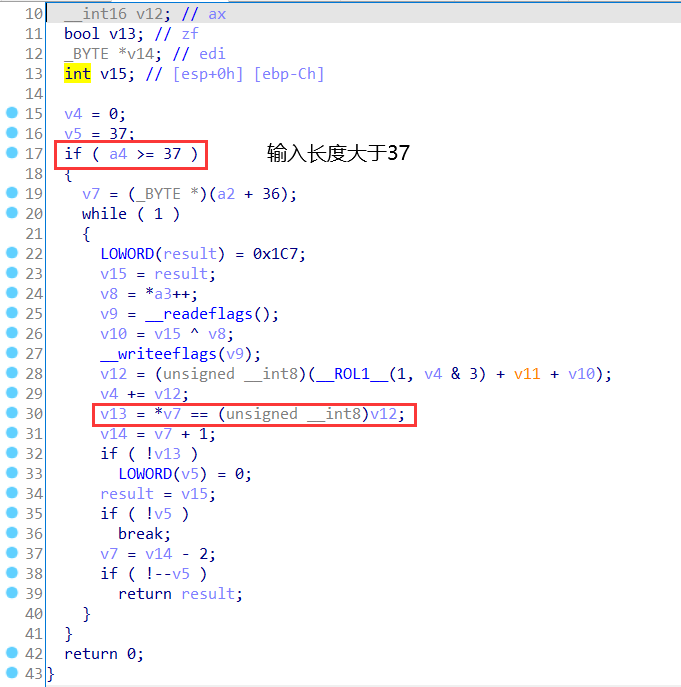 10 __int16 v12; // ax
11 bool v13; // zf
12 _BYTE *v14; // edi
13 int v15; // [esp+0h] [ebp-Ch]
14
15 v4 = 0;
16 v5 = 37;
17 if ( a4 >= 37 ) 输入长度大于37
18 {
19 v7 = (_BYTE *)(a2 + 36);
20 while ( 1 )
21 {
22 LOWORD(result) = 0x1C7;
23 v15 = result;
24 v8 = *a3++;
25 v9 = __readeflags();
26 v10 = v15 ^ v8;
27 __writeeflags(v9);
28 v12 = (unsigned __int8)(__ROL1__(1, v4 & 3) + v11 + v10);
29 v4 += v12;
30 v13 = *v7 == (unsigned __int8)v12;
31 v14 = v7 + 1;
32 if ( !v13 )
33 LOWORD(v5) = 0;
34 result = v15;
35 if ( !v5 )
36 break;
37 v7 = v14 - 2;
38 if ( !--v5 )
39 return result;
40 }
41 }
42 return 0;
43 }